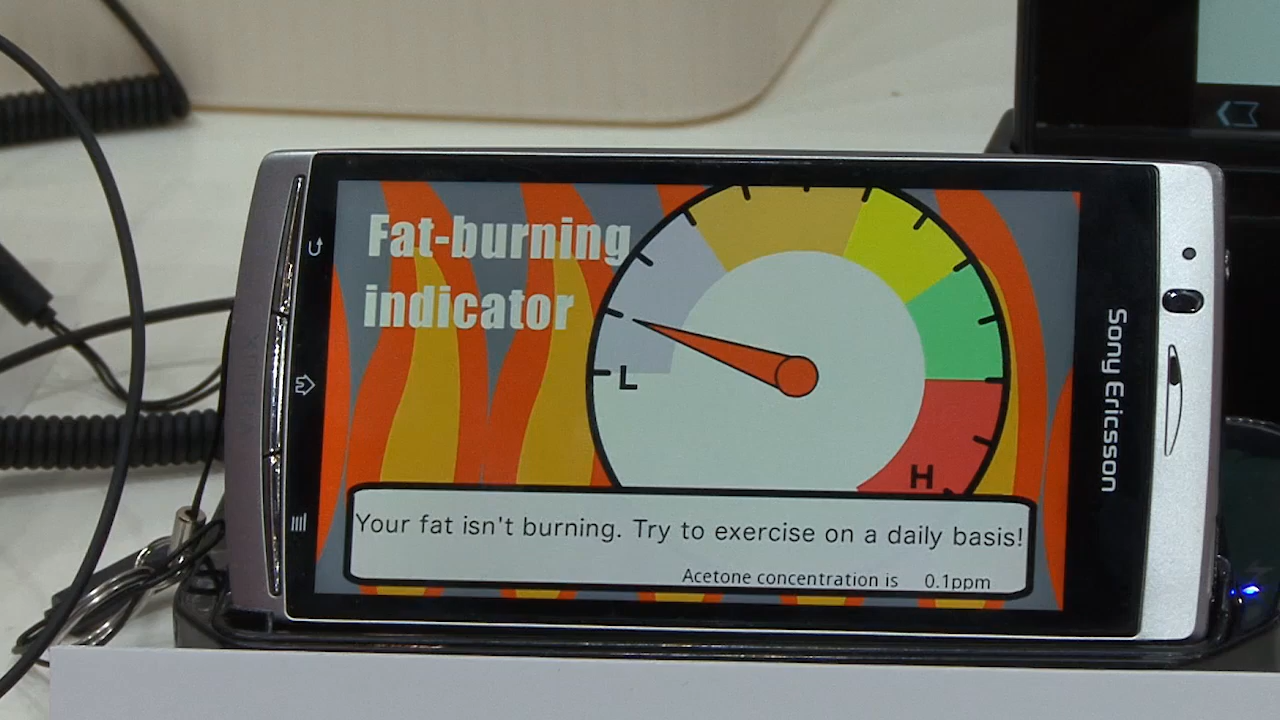 Fat-burning
indicator
L
H
Your fat isn't burning. Try to exercise on a daily basis!
Acetone concentration is 0.1ppm
Sony Ericsson